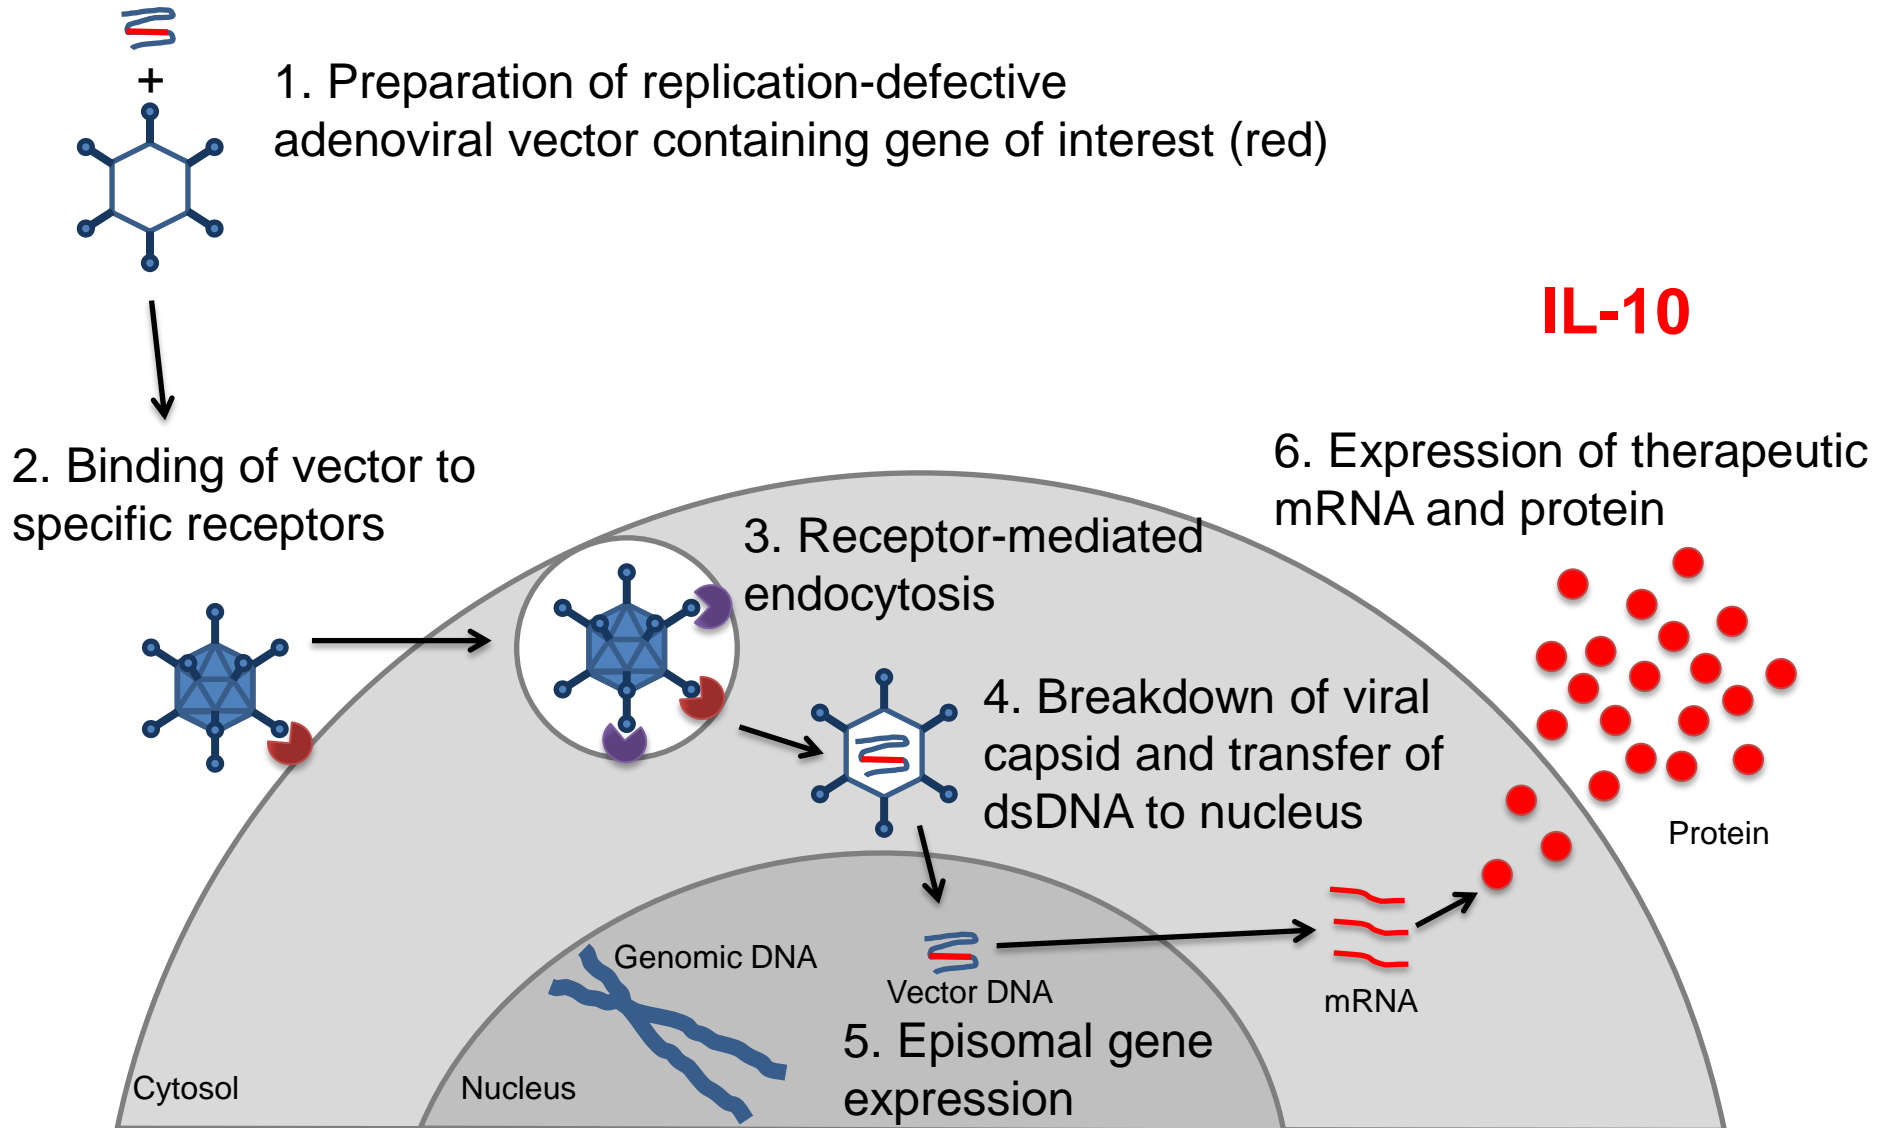 +
1. Preparation of replication-defective
adenoviral vector containing gene of interest (red)
IL-10
2. Binding of vector to
specific receptors
3. Receptor-mediated
endocytosis
4. Breakdown of viral
capsid and transfer of
dsDNA to nucleus
6. Expression of therapeutic
mRNA and protein
Protein
Genomic DNA
Vector DNA
mRNA
5. Episomal gene
expression
Cytosol
Nucleus